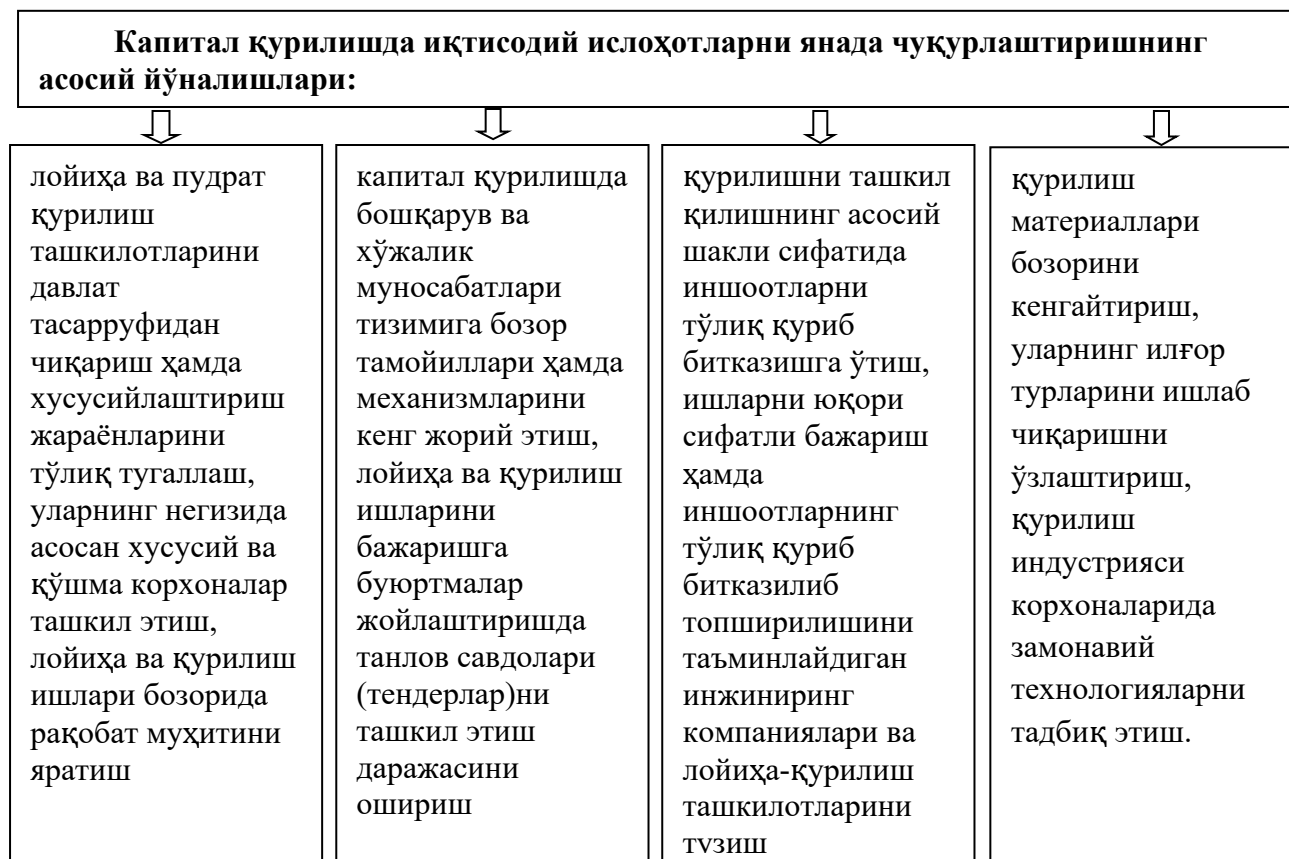 Капитал қурилишда иқтисодий ислоҳотларни янада чуқурлаштиришнинг
асосий йўналишлари:
лойиҳа ва пудрат
қурилиш
ташкилотларини
давлат
тасарруфидан
чиқариш ҳамда
хусусийлаштириш
жараёнларини
тўлиқ тугаллаш,
уларнинг негизида
асосан хусусий ва
қўшма корхоналар
ташкил этиш,
лойиҳа ва қурилиш
ишлари бозорида
рақобат муҳитини
яратиш
капитал қурилишда
бошқарув ва
хўжалик
муносабатлари
тизимига бозор
тамойиллари ҳамда
механизмларини
кенг жорий этиш,
лойиҳа ва қурилиш
ишларини
бажаришга
буюртмалар
жойлаштиришда
танлов савдолари
(тендерлар)ни
ташкил этиш
даражасини
ошириш
қурилишни ташкил
қилишнинг асосий
шакли сифатида
иншоотларни
тўлиқ қуриб
битказишга ўтиш,
ишларни юқори
сифатли бажариш
ҳамда
иншоотларнинг
тўлиқ қуриб
битказилиб
топширилишини
таъминлайдиган
инжиниринг
компаниялари ва
лойиҳа-қурилиш
ташкилотларини
тузиш
қурилиш
материаллари
бозорини
кенгайтириш,
уларнинг илғор
турларини ишлаб
чиқаришни
ўзлаштириш,
қурилиш
индустрияси
корхоналарида
замонавий
технологияларни
тадбиқ этиш.